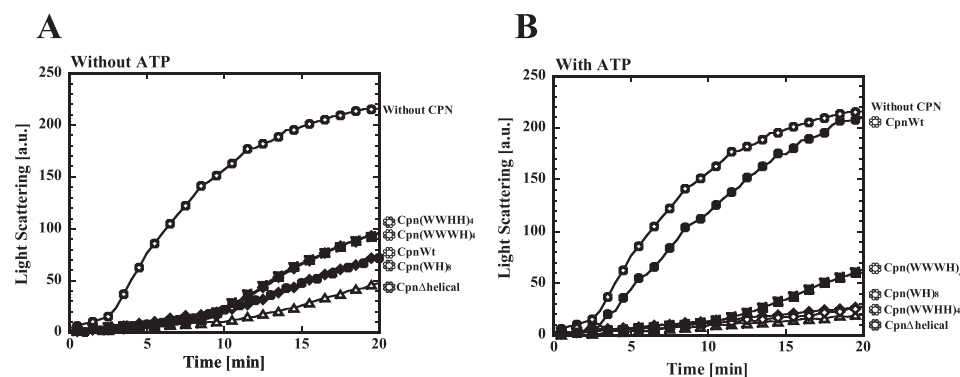 A
Without ATP
250
200
150
100
50
0
0
5
10
15
20
Light Scattering [a.u.]
Time [min]
Without CPN
Cpn(WWHH)4
Cpn(WWWH)4
CpnWt
Cpn(WH)8
CpnΔhelical
B
With ATP
250
200
150
100
50
0
0
5
10
15
20
Light Scattering [a.u.]
Time [min]
Without CPN
CpnWt
Cpn(WWWH)
Cpn(WH)8
Cpn(WWHH)4
CpnΔhelical